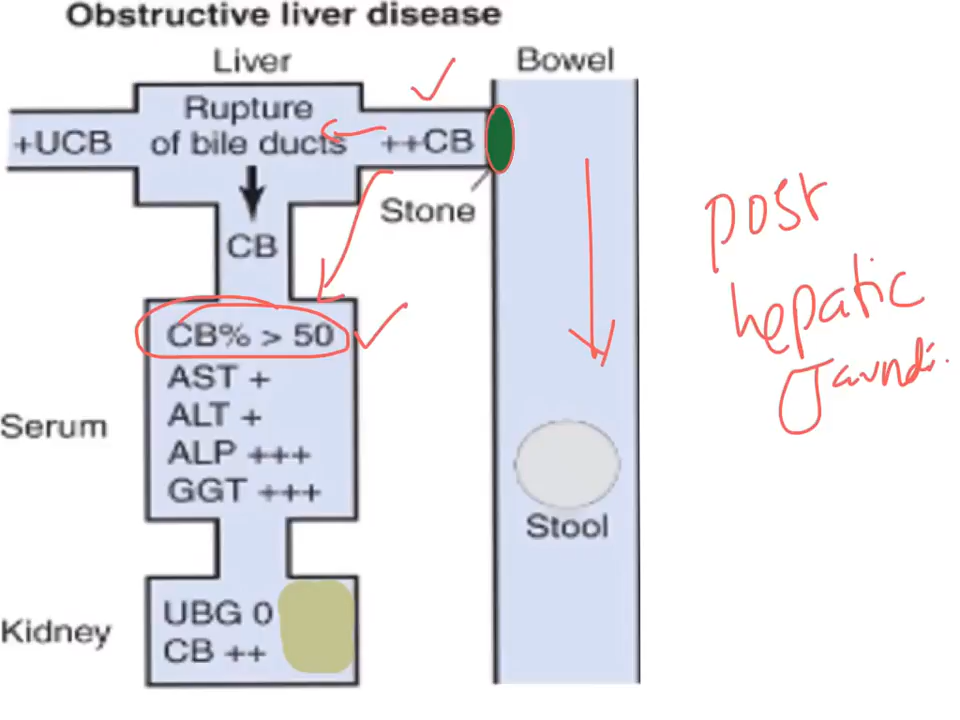 Obstructive liver disease
Liver
Bowel
Rupture
of bile ducts
+UCB
++CB
Stone
CB
CB% > 50
AST +
ALT +
ALP +++
GGT +++
Serum
Stool
Kidney
UBG 0
CB ++
post
hepatic
Jaundi.